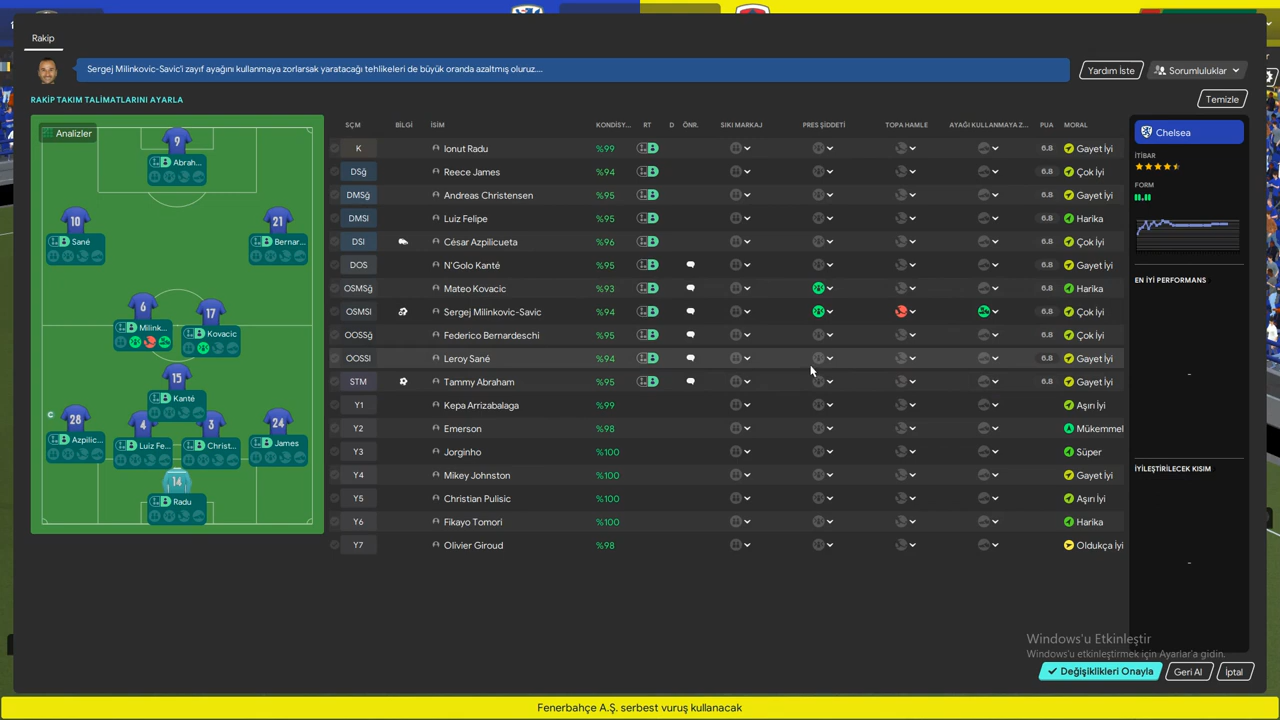 Rakip
Sergej Milinkovic-Savic'i zayıf ayağını kullanmaya zorlarsak yaratacağı tehlikeleri de büyük oranda azaltmış oluruz....
Yardım İste
Sorumluluklar
RAKİP TAKIM TALİMATLARINI AYARLA
Temizle
Analizler
9
Abrah...
10
Sané
21
Bernar...
6
Milink...
17
Kovacic
15
Kanté
C
28
Azpilic...
4
Luiz Fe...
3
Christ...
24
James
14
Radu
SÇM BİLGİ İSİM KONDİSY... RT D ÖNR. SIKI MARKAJ PRES ŞİDDETİ TOPA HAMLE AYAĞI KULLANMAYA Z... PUA MORAL
K Ionut Radu %99 6.8 Gayet İyi
DSğ Reece James %94 6.8 Çok İyi
DMSğ Andreas Christensen %95 6.8 Gayet İyi
DMSl Luiz Felipe %95 6.8 Harika
DSl César Azpilicueta %96 6.8 Çok İyi
DOS N'Golo Kanté %95 6.8 Gayet İyi
OSMSğ Mateo Kovacic %93 6.8 Harika
OSMSl Sergej Milinkovic-Savic %94 6.8 Çok İyi
OOSSğ Federico Bernardeschi %95 6.8 Gayet İyi
OOSSl Leroy Sané %94 6.8 Gayet İyi
STM Tammy Abraham %95 6.8 Gayet İyi
Y1 Kepa Arrizabalaga %99 Aşırı İyi
Y2 Emerson %98 Mükemmel
Y3 Jorginho %100 Süper
Y4 Mikey Johnston %100 Gayet İyi
Y5 Christian Pulisic %100 Aşırı İyi
Y6 Fikayo Tomori %100 Harika
Y7 Olivier Giroud %98 Oldukça İyi
Chelsea
İTİBAR
FORM
EN İYİ PERFORMANS
-
İYİLEŞTİRİLECEK KISIM
-
Windows'u Etkinleştir
Windows'u etkinleştirmek için Ayarlar'a gidin.
Değişiklikleri Onayla
Geri Al
İptal
Fenerbahçe A.Ş. serbest vuruş kullanacak